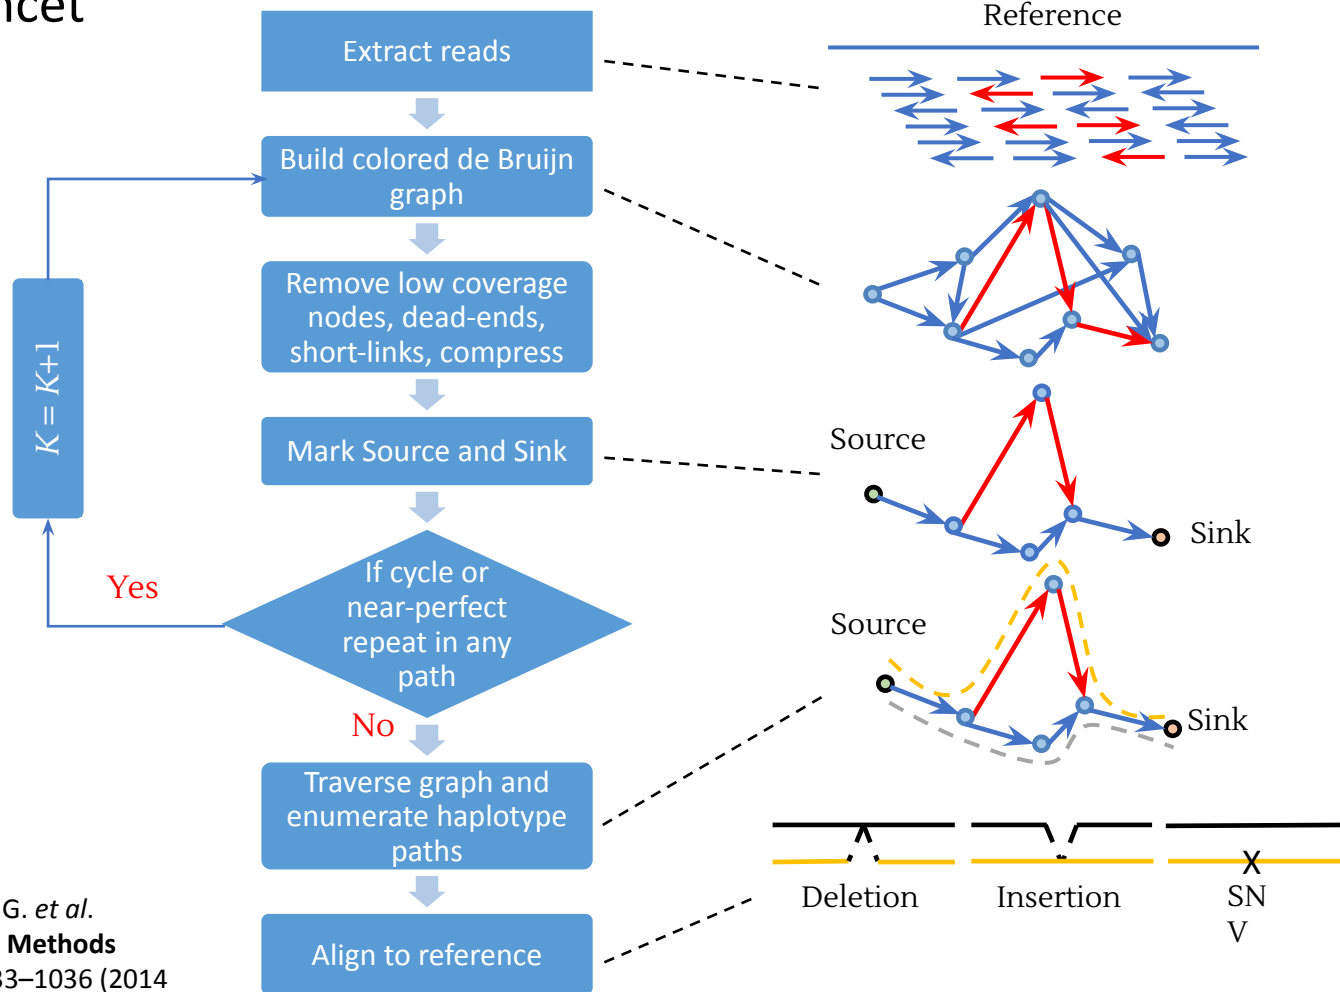 ncet
Extract reads
Build colored de Bruijn
graph
Remove low coverage
nodes, dead-ends,
short-links, compress
K = K+1
Mark Source and Sink
If cycle or
near-perfect
repeat in any
path
Yes
No
Traverse graph and
enumerate haplotype
paths
Align to reference
Reference
Source
Sink
Source
Sink
Deletion
Insertion
X
SN
V
G. et al.
Methods
33–1036 (2014